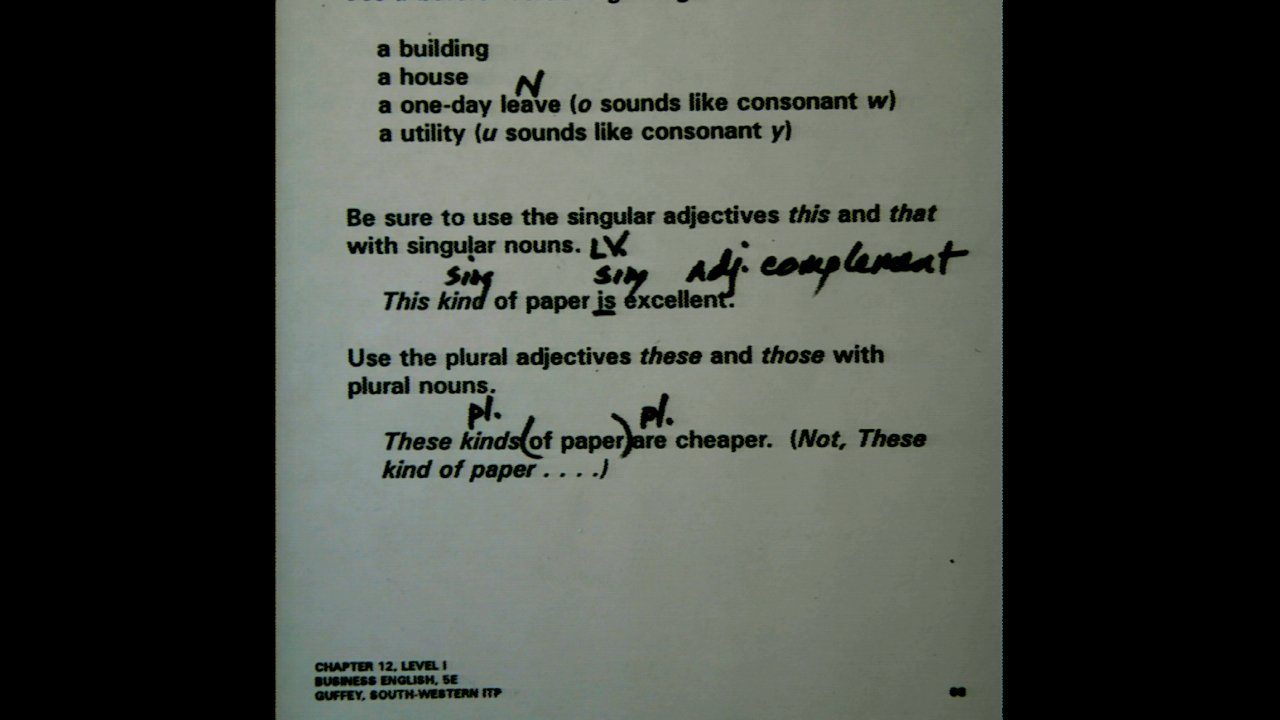 a building
a house
N
a one-day leave (o sounds like consonant w)
a utility (u sounds like consonant y)
Be sure to use the singular adjectives this and that
with singular nouns. LV.
sing sing adj. complement
This kind of paper is excellent.
Use the plural adjectives these and those with
plural nouns.
pl. pl.
These kinds (of paper) are cheaper. (Not, These
kind of paper . . . .)
CHAPTER 12, LEVEL I
BUSINESS ENGLISH, 5E
GUFFEY, SOUTH-WESTERN ITP